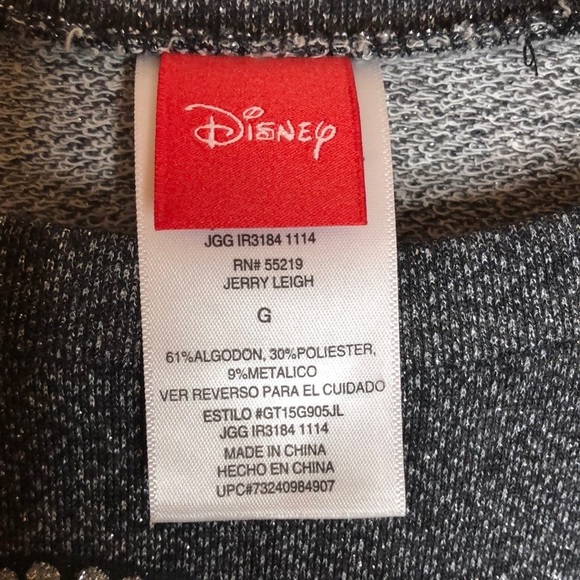 Disney
JGG IR3184 1114
RN# 55219
JERRY LEIGH
G
61%ALGODON, 30%POLIESTER,
9%METALICO
VER REVERSO PARA EL CUIDADO
ESTILO #GT15G905JL
JGG IR3184 1114
MADE IN CHINA
HECHO EN CHINA
UPC#73240984907